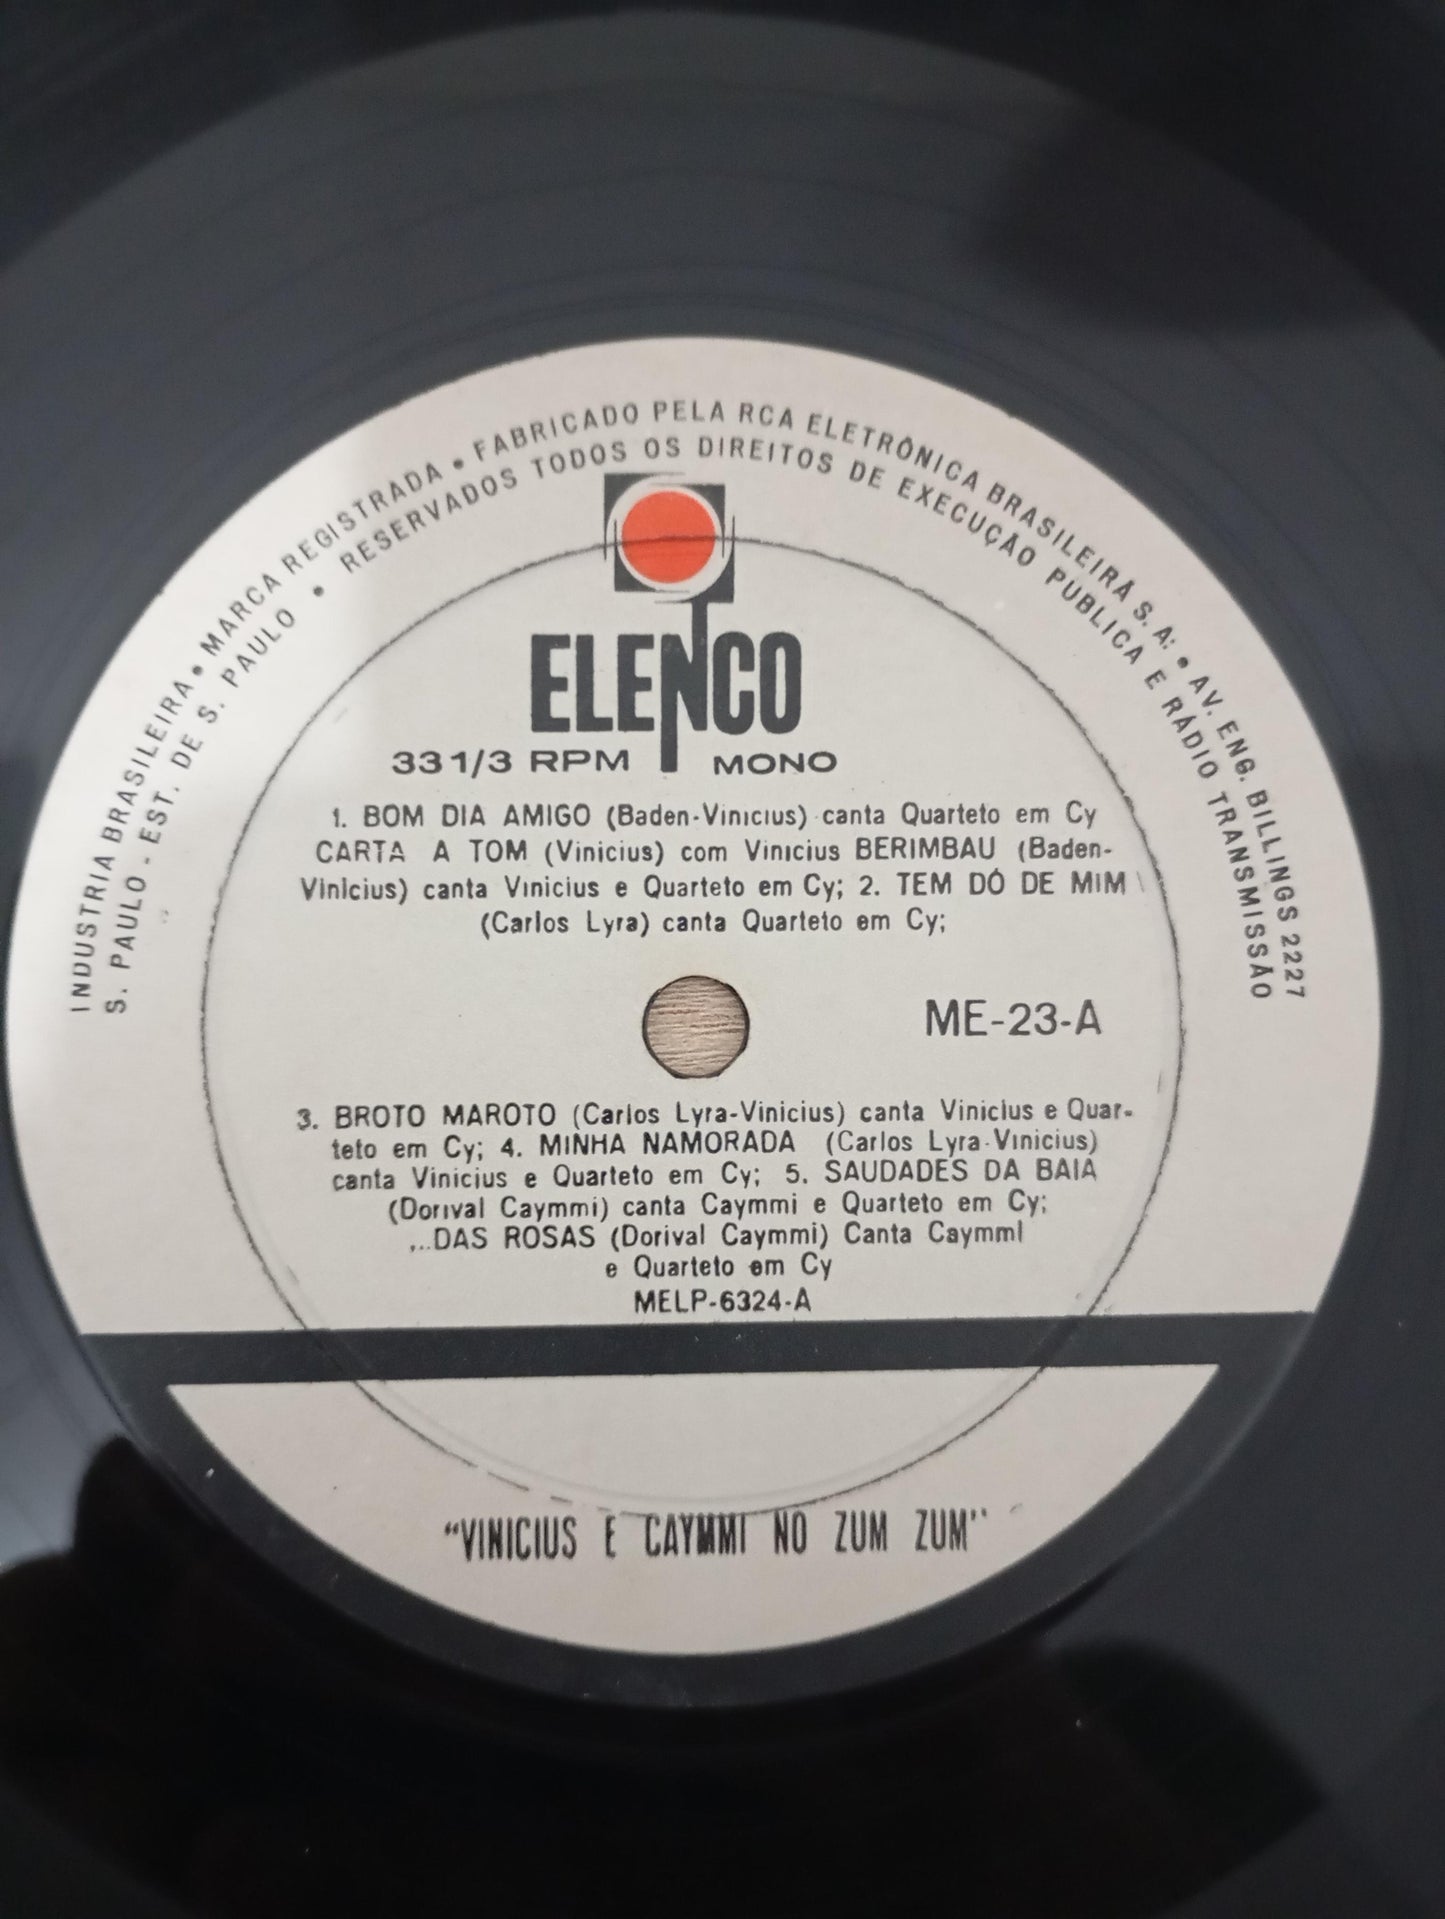 INDUSTRIA BRASILEIRA • MARCA REGISTRADA • FABRICADO PELA RCA ELETRÔNICA BRASILEIRA S. A. • AV. ENG. BILLINGS 2227
S. PAULO - EST. DE S. PAULO • RESERVADOS TODOS OS DIREITOS DE EXECUÇÃO PÚBLICA E RÁDIO TRANSMISSÃO
ELENCO
33 1/3 RPM MONO
1. BOM DIA AMIGO (Baden-Vinicius) canta Quarteto em Cy
CARTA A TOM (Vinicius) com Vinicius BERIMBAU (Baden-
Vinicius) canta Vinicius e Quarteto em Cy; 2. TEM DÓ DE MIM
(Carlos Lyra) canta Quarteto em Cy;
ME-23-A
3. BROTO MAROTO (Carlos Lyra-Vinicius) canta Vinicius e Quar-
teto em Cy; 4. MINHA NAMORADA (Carlos Lyra-Vinicius)
canta Vinicius e Quarteto em Cy; 5. SAUDADES DA BAIA
(Dorival Caymmi) canta Caymmi e Quarteto em Cy;
...DAS ROSAS (Dorival Caymmi) Canta Caymmi
e Quarteto em Cy
MELP-6324-A
"VINICIUS E CAYMMI NO ZUM ZUM"